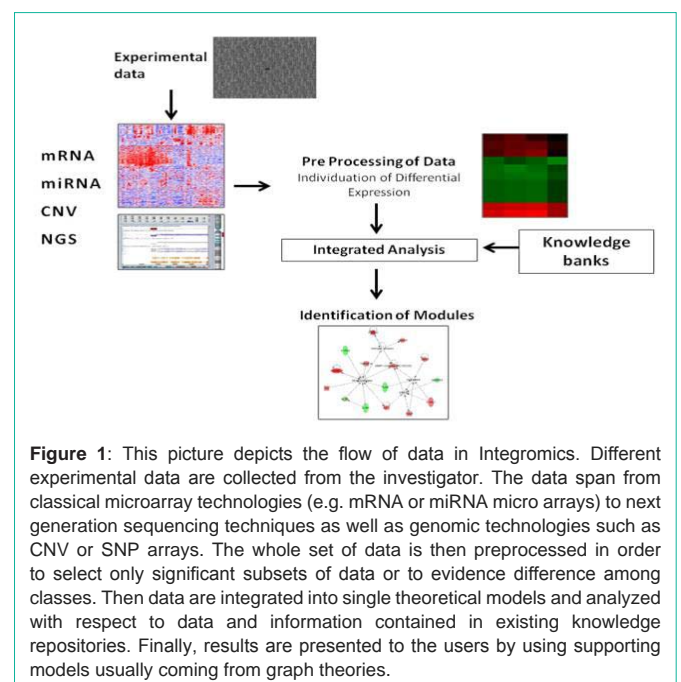 Experimental
data
mRNA
miRNA
CNV
NGS
Pre Processing of Data
Individuation of Differential
Expression
Integrated Analysis
Knowledge
banks
Identification of Modules
Figure 1: This picture depicts the flow of data in Integromics. Different
experimental data are collected from the investigator. The data span from
classical microarray technologies (e.g. mRNA or miRNA micro arrays) to next
generation sequencing techniques as well as genomic technologies such as
CNV or SNP arrays. The whole set of data is then preprocessed in order
to select only significant subsets of data or to evidence difference among
classes. Then data are integrated into single theoretical models and analyzed
with respect to data and information contained in existing knowledge
repositories. Finally, results are presented to the users by using supporting
models usually coming from graph theories.